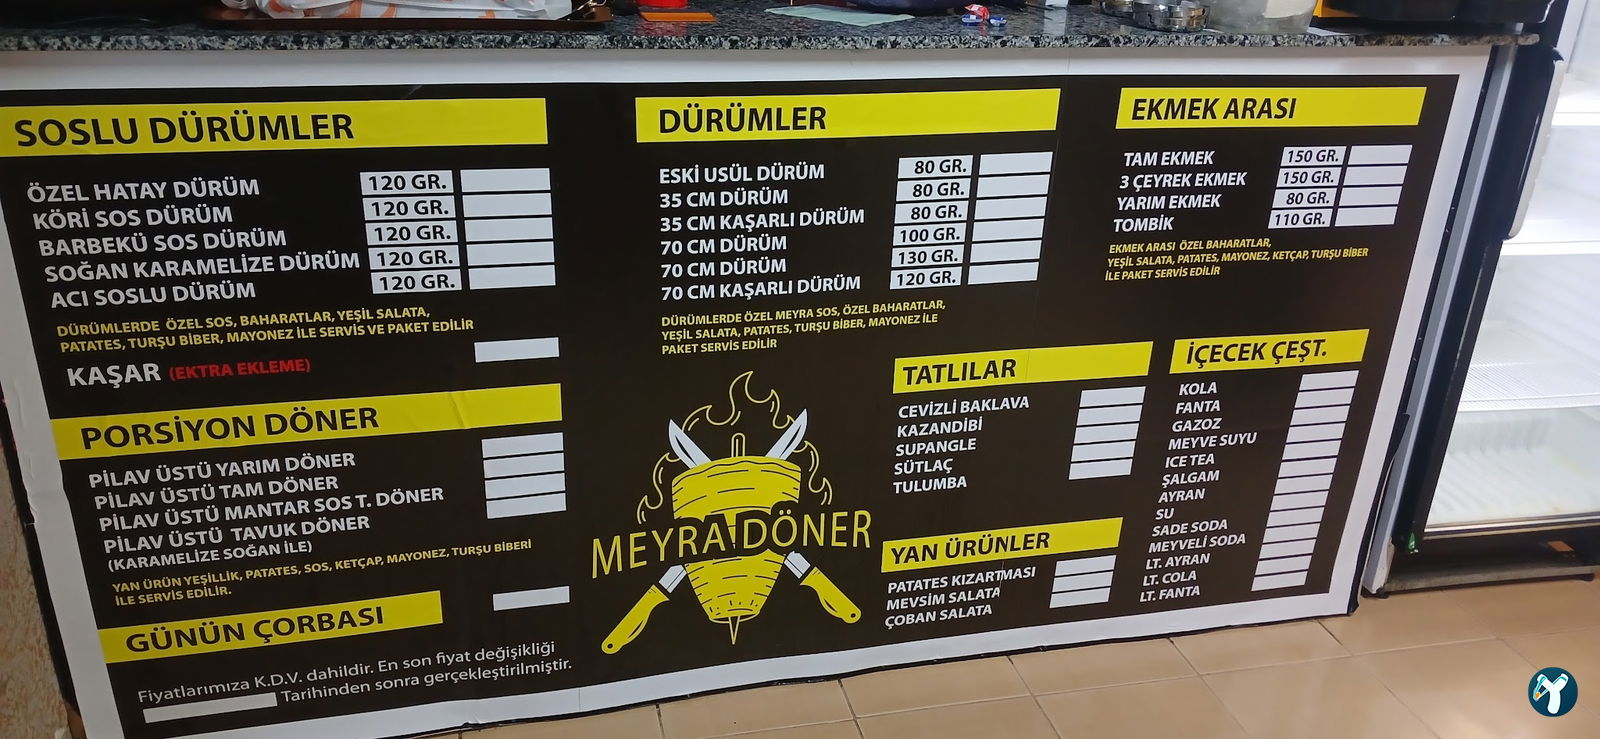 SOSLU DÜRÜMLER
ÖZEL HATAY DÜRÜM 120 GR.
KÖRİ SOS DÜRÜM 120 GR.
BARBEKÜ SOS DÜRÜM 120 GR.
SOĞAN KARAMELİZE DÜRÜM 120 GR.
ACI SOSLU DÜRÜM 120 GR.
DÜRÜMLERDE ÖZEL SOS, BAHARATLAR, YEŞİL SALATA,
PATATES, TURŞU BİBER, MAYONEZ İLE SERVİS VE PAKET EDİLİR
KAŞAR (EKTRA EKLEME)
PORSİYON DÖNER
PİLAV ÜSTÜ YARIM DÖNER
PİLAV ÜSTÜ TAM DÖNER
PİLAV ÜSTÜ MANTAR SOS T. DÖNER
PİLAV ÜSTÜ TAVUK DÖNER
(KARAMELİZE SOĞAN İLE)
YAN ÜRÜN YEŞİLLİK, PATATES, SOS, KETÇAP, MAYONEZ, TURŞU BİBERİ
İLE SERVİS EDİLİR.
GÜNÜN ÇORBASI
Fiyatlarımıza K.D.V. dahildir. En son fiyat değişikliği
Tarihinden sonra gerçekleştirilmiştir.
DÜRÜMLER
ESKİ USÜL DÜRÜM 80 GR.
35 CM DÜRÜM 80 GR.
35 CM KAŞARLI DÜRÜM 80 GR.
70 CM DÜRÜM 100 GR.
70 CM DÜRÜM 130 GR.
70 CM KAŞARLI DÜRÜM 120 GR.
DÜRÜMLERDE ÖZEL MEYRA SOS, ÖZEL BAHARATLAR,
YEŞİL SALATA, PATATES, TURŞU BİBER, MAYONEZ İLE
PAKET SERVİS EDİLİR
MEYRA DÖNER
EKMEK ARASI
TAM EKMEK 150 GR.
3 ÇEYREK EKMEK 150 GR.
YARIM EKMEK 80 GR.
TOMBİK 110 GR.
EKMEK ARASI ÖZEL BAHARATLAR,
YEŞİL SALATA, PATATES, MAYONEZ, KETÇAP, TURŞU BİBER
İLE PAKET SERVİS EDİLİR
TATLILAR
CEVİZLİ BAKLAVA
KAZANDİBİ
SUPANGLE
SÜTLAÇ
TULUMBA
YAN ÜRÜNLER
PATATES KIZARTMASI
MEVSİM SALATA
ÇOBAN SALATA
İÇECEK ÇEŞT.
KOLA
FANTA
GAZOZ
MEYVE SUYU
ICE TEA
ŞALGAM
AYRAN
SU
SADE SODA
MEYVELİ SODA
LT. AYRAN
LT. COLA
LT. FANTA